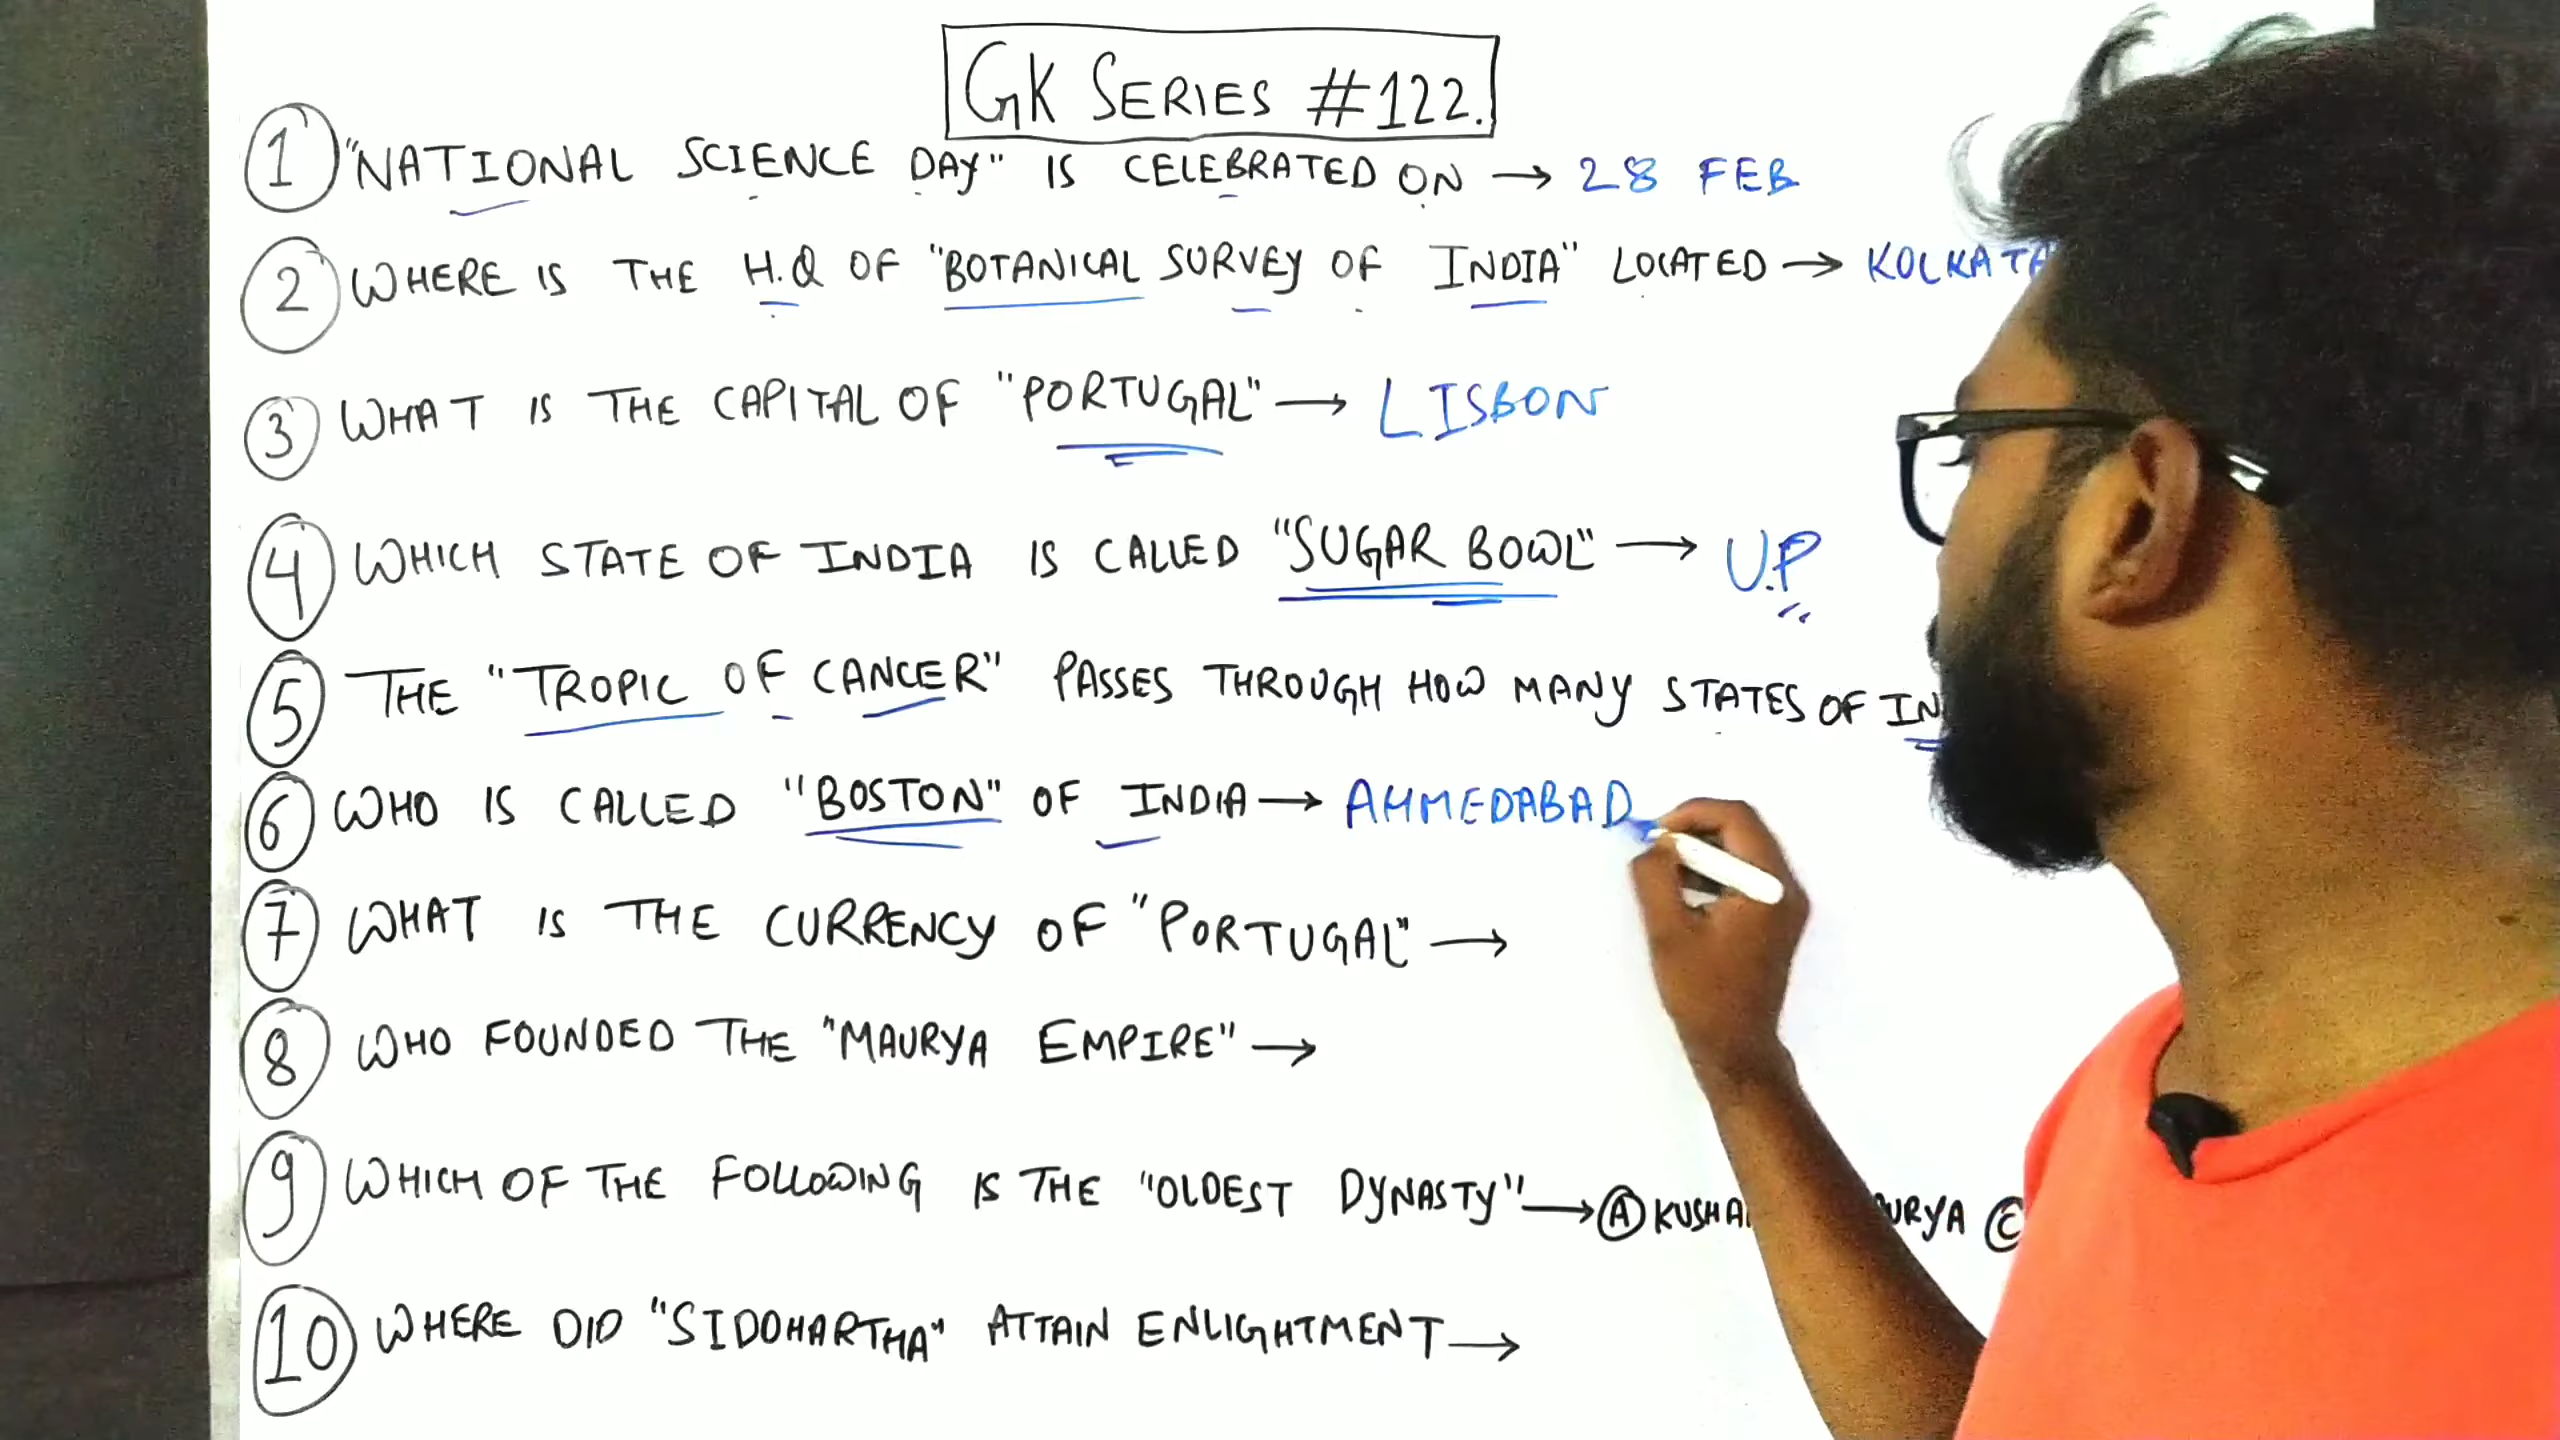 GK SERIES #122.
1 "NATIONAL SCIENCE DAY" IS CELEBRATED ON → 28 FEB
2 WHERE IS THE H.Q OF "BOTANICAL SURVEY OF INDIA" LOCATED → KOLKATA
3 WHAT IS THE CAPITAL OF "PORTUGAL" → LISBON
4 WHICH STATE OF INDIA IS CALLED "SUGAR BOWL" → U.P
5 THE "TROPIC OF CANCER" PASSES THROUGH HOW MANY STATES OF
6 WHO IS CALLED "BOSTON" OF INDIA → AHMEDABAD
7 WHAT IS THE CURRENCY OF "PORTUGAL" →
8 WHO FOUNDED THE "MAURYA EMPIRE" →
9 WHICH OF THE FOLLOWING IS THE "OLDEST DYNASTY" → A C
10 WHERE DID "SIDDHARTHA" ATTAIN ENLIGHTMENT →